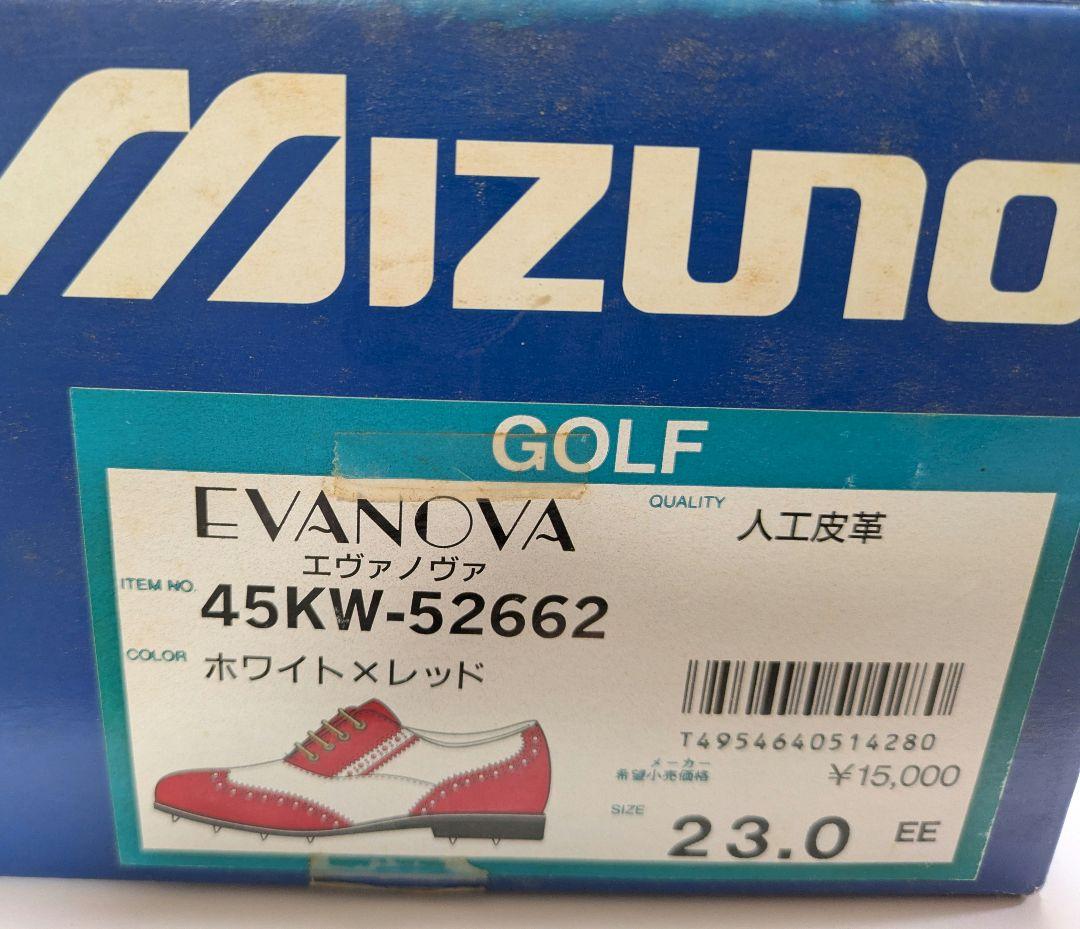 MIZUNO
GOLF
EVANOVA
エヴァノヴァ
QUALITY 人工皮革
ITEM NO. 45KW-52662
COLOR ホワイト×レッド
T4954640514280
メーカー
希望小売価格 ¥15,000
SIZE 23.0 EE